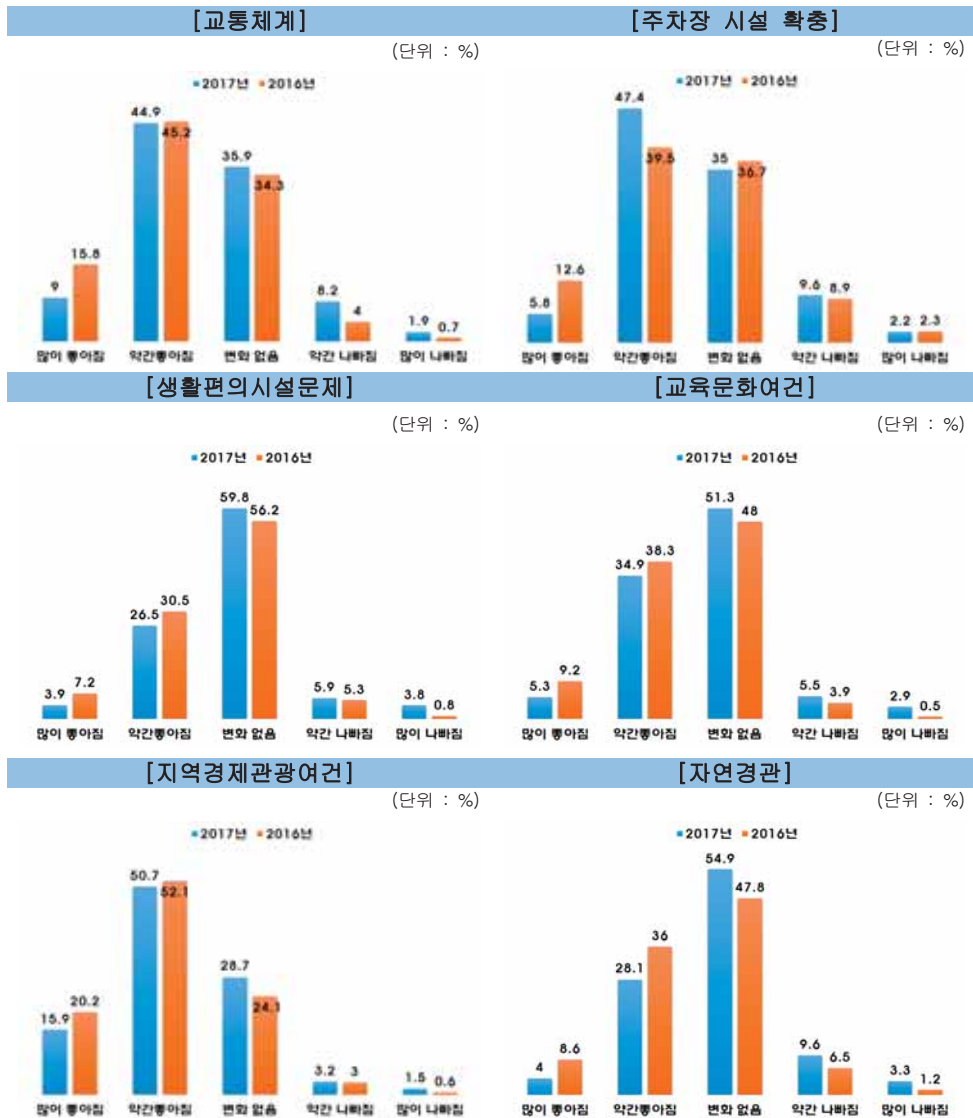 [교통체계]
(단위 : %)
2017년 2016년
44.9 45.2
35.9 34.3
9 15.8
8.2 4
1.9 0.7
많이 좋아짐 약간좋아짐 변화 없음 약간 나빠짐 많이 나빠짐
[주차장 시설 확충]
(단위 : %)
2017년 2016년
47.4 39.5
35 36.7
5.8 12.6
9.6 8.9
2.2 2.3
많이 좋아짐 약간좋아짐 변화 없음 약간 나빠짐 많이 나빠짐
[생활편의시설문제]
(단위 : %)
2017년 2016년
59.8 56.2
26.5 30.5
3.9 7.2
5.9 5.3
3.8 0.8
많이 좋아짐 약간좋아짐 변화 없음 약간 나빠짐 많이 나빠짐
[교육문화여건]
(단위 : %)
2017년 2016년
51.3 48
34.9 38.3
5.3 9.2
5.5 3.9
2.9 0.5
많이 좋아짐 약간좋아짐 변화 없음 약간 나빠짐 많이 나빠짐
[지역경제관광여건]
(단위 : %)
2017년 2016년
50.7 52.1
28.7 24.1
15.9 20.2
3.2 3
1.5 0.6
많이 좋아짐 약간좋아짐 변화 없음 약간 나빠짐 많이 나빠짐
[자연경관]
(단위 : %)
2017년 2016년
54.9 47.8
28.1 36
4 8.6
9.6 6.5
3.3 1.2
많이 좋아짐 약간좋아짐 변화 없음 약간 나빠짐 많이 나빠짐